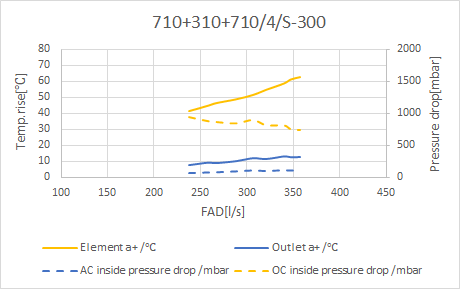 710+310+710/4/S-300
80
70
60
50
40
30
20
10
0
Temp.rise[°C]
2000
1500
1000
500
0
Pressure drop[mbar]
100 150 200 250 300 350 400 450
FAD[l/s]
Element a+ /°C
Outlet a+ /°C
AC inside pressure drop /mbar
OC inside pressure drop /mbar